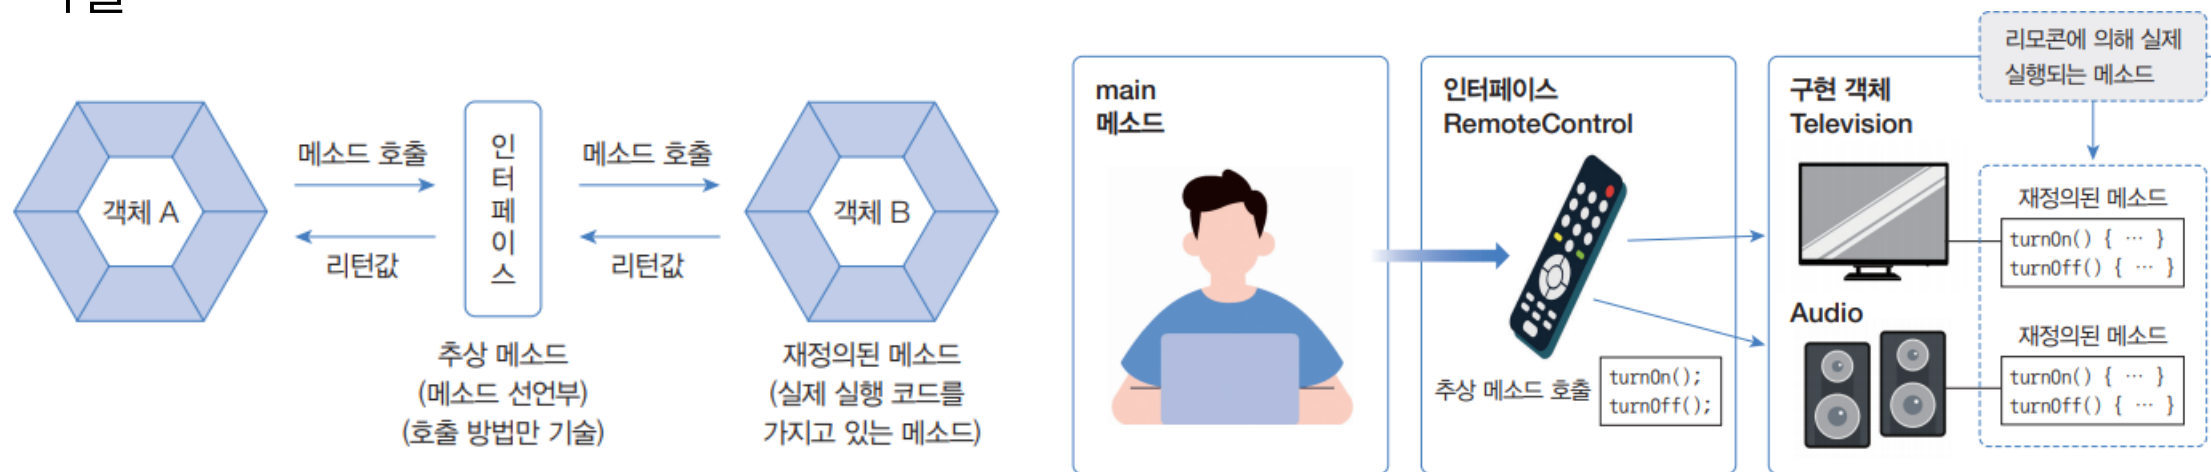 메소드 호출
메소드 호출
객체 A
인터페이스
객체 B
리턴값
리턴값
추상 메소드
(메소드 선언부)
(호출 방법만 기술)
재정의된 메소드
(실제 실행 코드를
가지고 있는 메소드)
main
메소드
인터페이스
RemoteControl
추상 메소드 호출
turnOn();
turnOff();
구현 객체
Television
리모콘에 의해 실제
실행되는 메소드
재정의된 메소드
turnOn() { … }
turnOff() { … }
Audio
재정의된 메소드
turnOn() { … }
turnOff() { … }